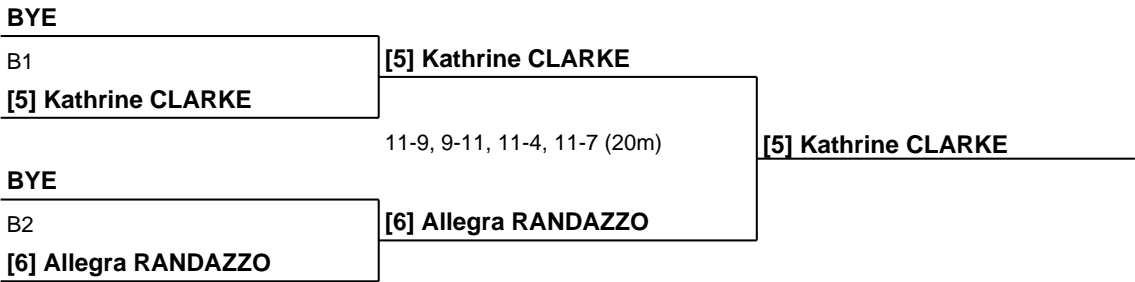 BYE
B1
[5] Kathrine CLARKE
[5] Kathrine CLARKE
11-9, 9-11, 11-4, 11-7 (20m)
[5] Kathrine CLARKE
BYE
B2
[6] Allegra RANDAZZO
[6] Allegra RANDAZZO